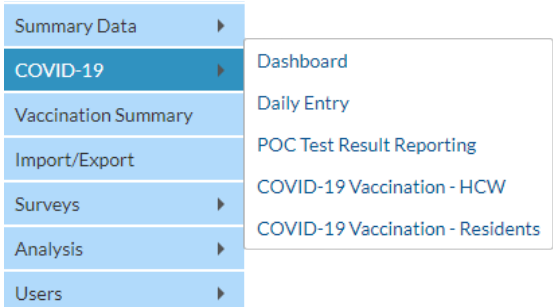 Summary Data
COVID-19
Vaccination Summary
Import/Export
Surveys
Analysis
Users
Dashboard
Daily Entry
POC Test Result Reporting
COVID-19 Vaccination - HCW
COVID-19 Vaccination - Residents